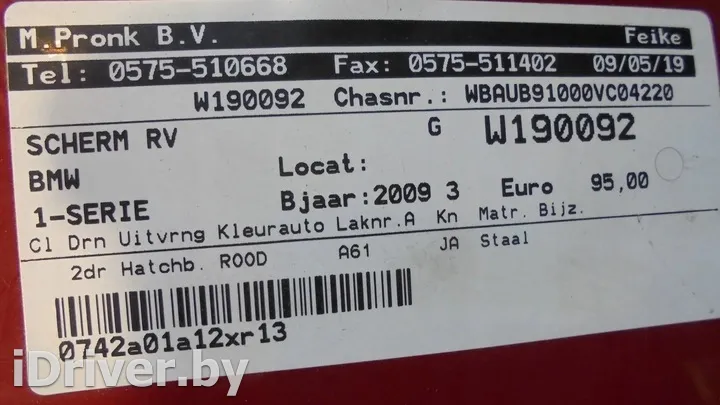 M.Pronk B.V. Feike
Tel: 0575-510668 Fax: 0575-511402 09/05/19
W190092 Chasnr.: WBAUB91000VC04220
SCHERM RV G W190092
BMW Locat:
1-SERIE Bjaar:2009 3 Euro 95,00
Cl Drn Uitvrng Kleurauto Laknr.A Kn Matr. Bijz.
2dr Hatchb. ROOD A61 JA Staal
0742a01a12xr13
iDriver.by